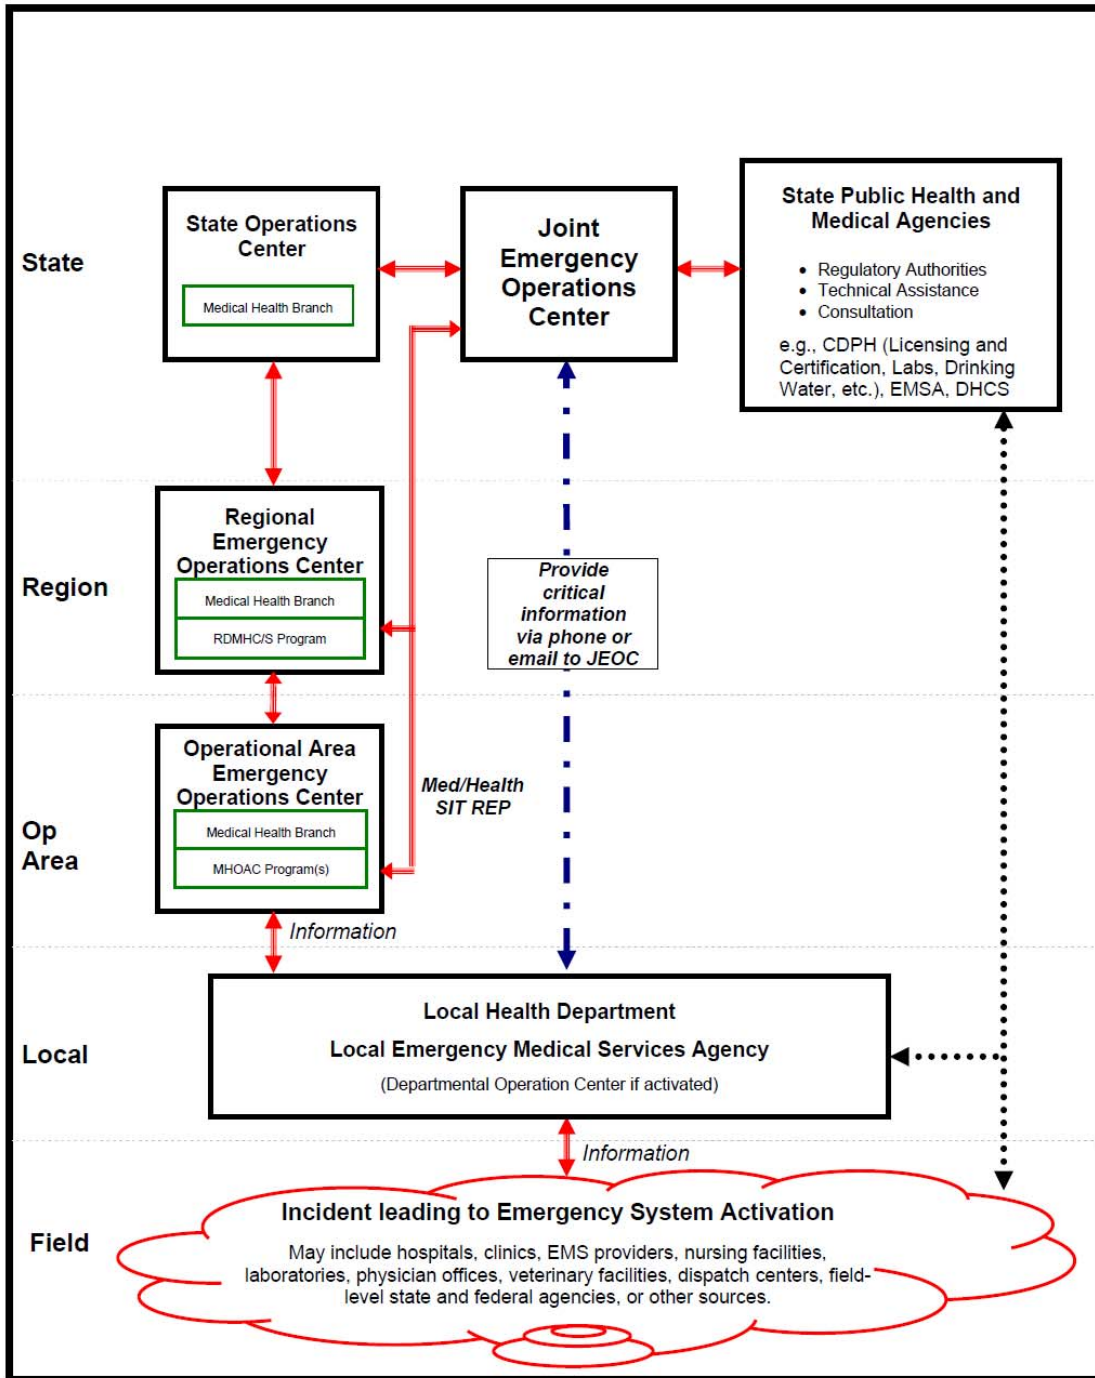 State
State Operations
Center
Medical Health Branch
Joint
Emergency
Operations
Center
State Public Health and
Medical Agencies
• Regulatory Authorities
• Technical Assistance
• Consultation
e.g., CDPH (Licensing and
Certification, Labs, Drinking
Water, etc.), EMSA, DHCS
Region
Regional
Emergency
Operations Center
Medical Health Branch
RDMHC/S Program
Provide
critical
information
via phone or
email to JEOC
Op
Area
Operational Area
Emergency
Operations Center
Medical Health Branch
MHOAC Program(s)
Med/Health
SIT REP
Information
Local
Local Health Department
Local Emergency Medical Services Agency
(Departmental Operation Center if activated)
Information
Field
Incident leading to Emergency System Activation
May include hospitals, clinics, EMS providers, nursing facilities,
laboratories, physician offices, veterinary facilities, dispatch centers, field-
level state and federal agencies, or other sources.